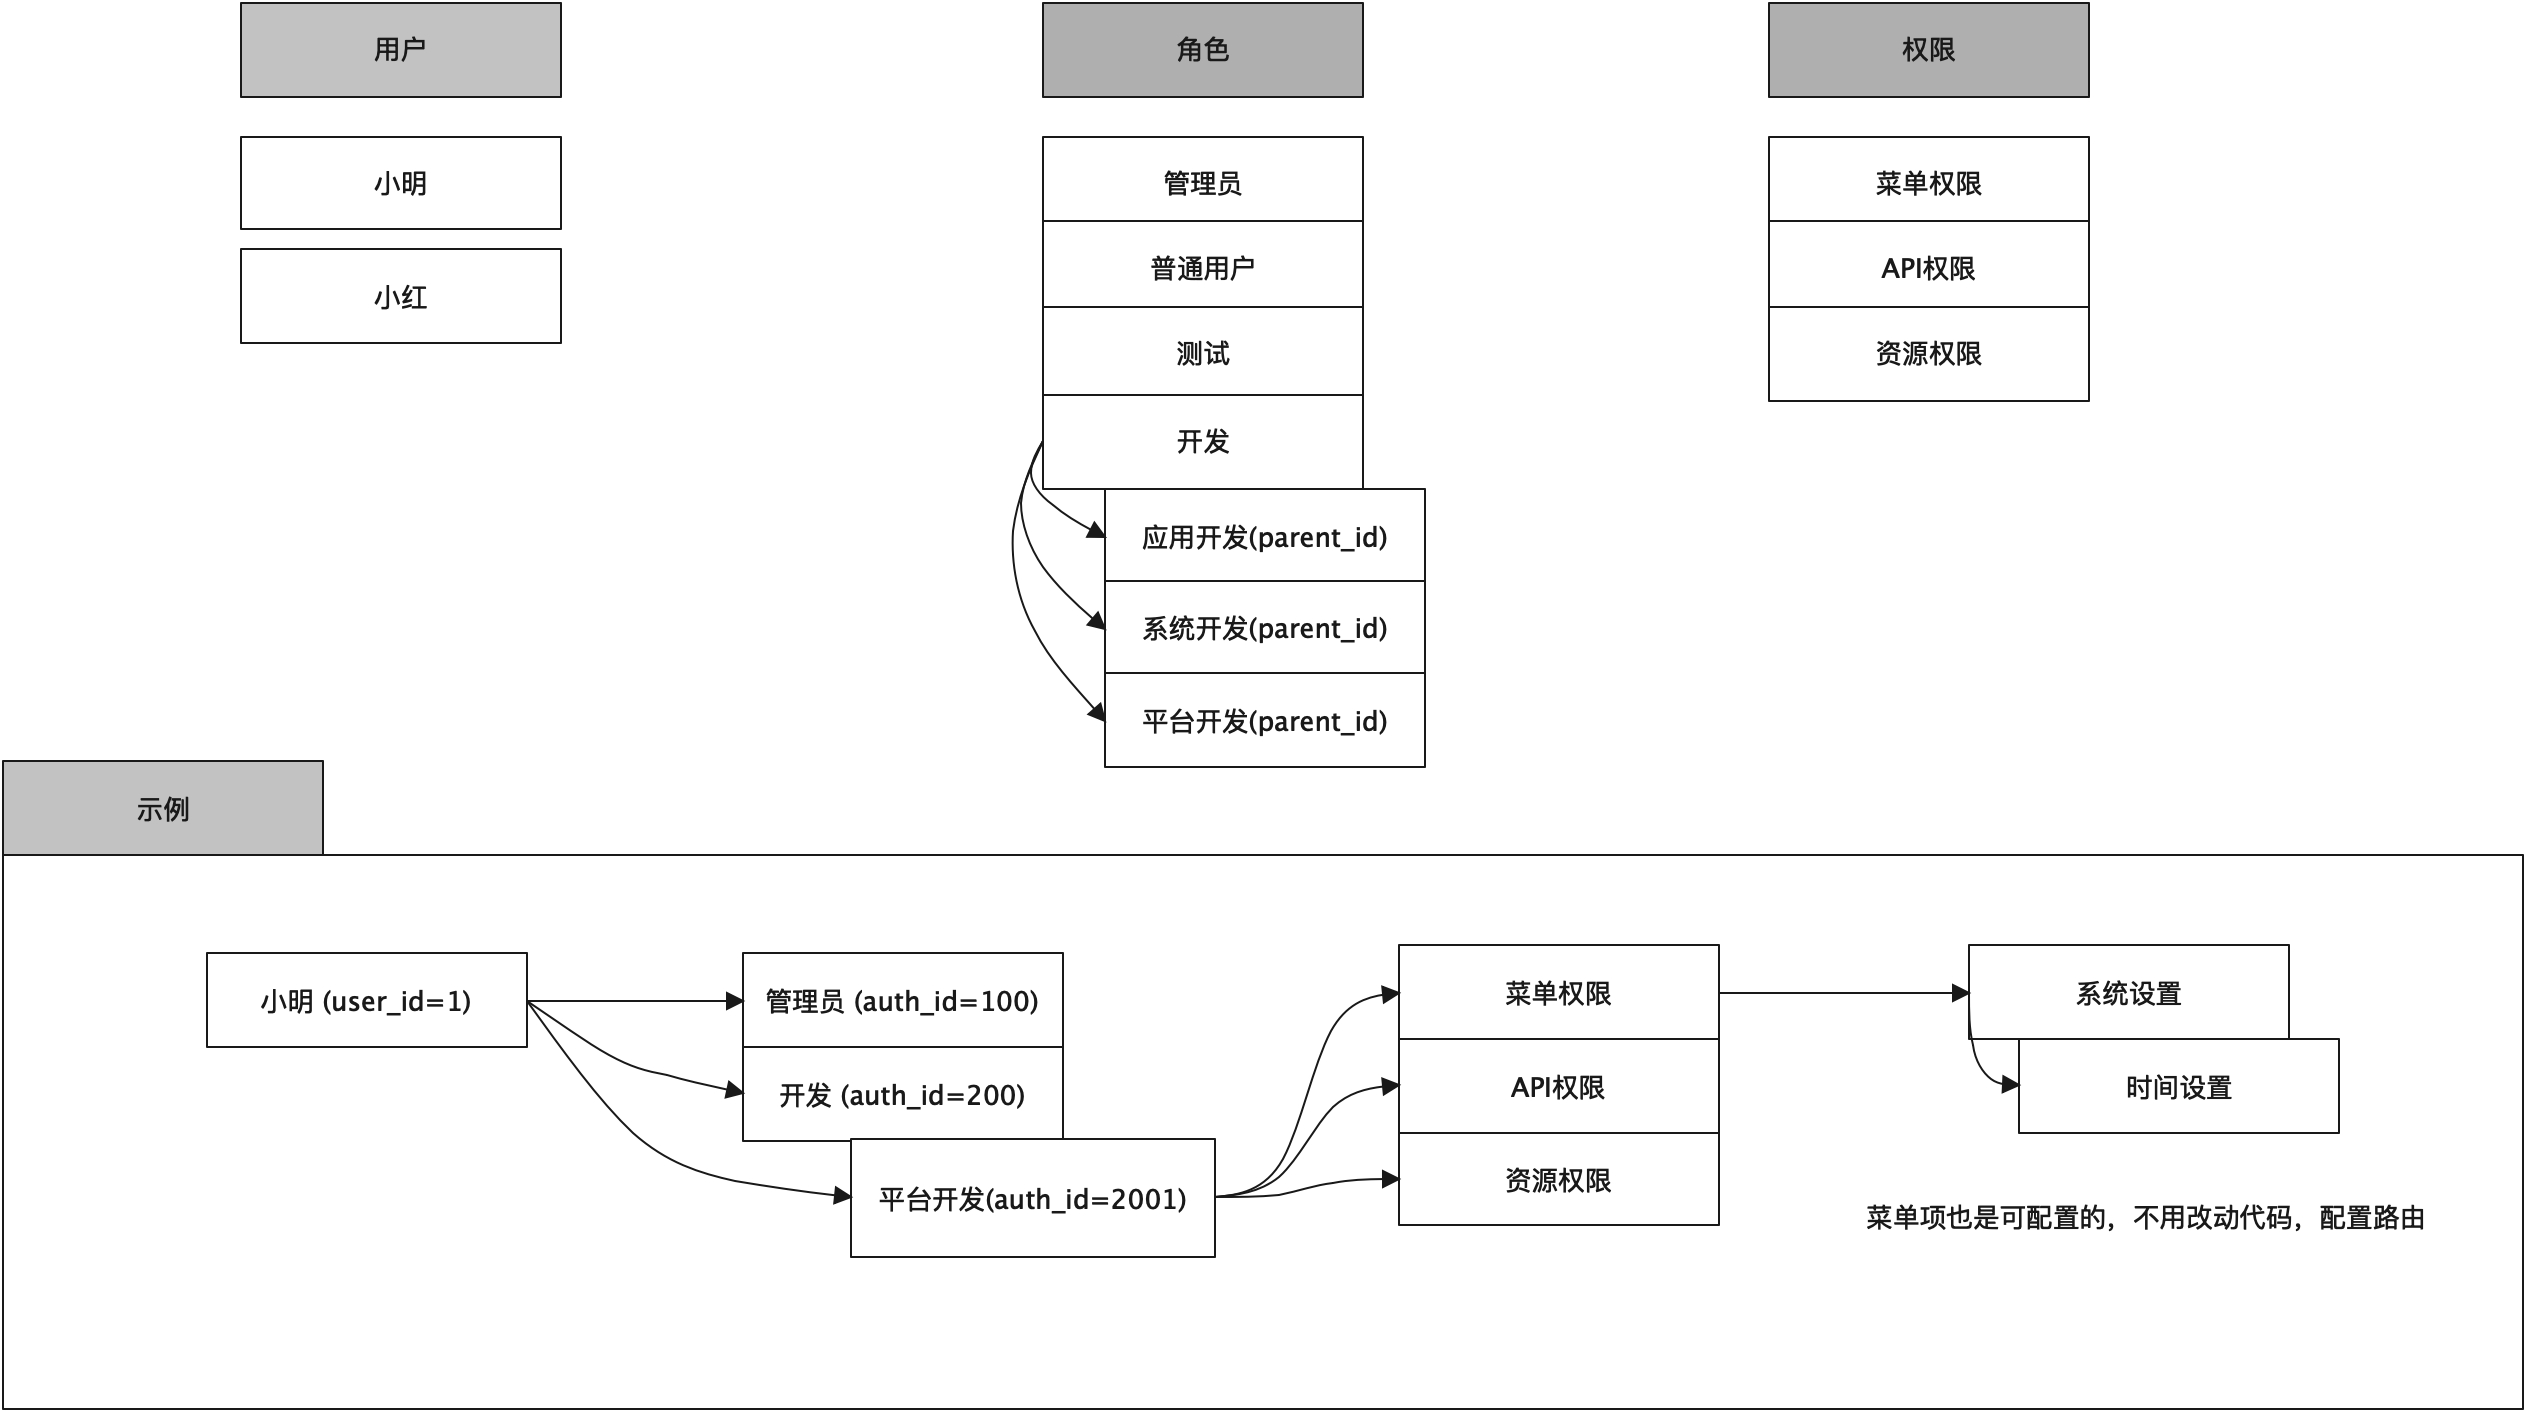 用户
角色
权限
小明
小红
管理员
普通用户
测试
开发
应用开发(parent_id)
系统开发(parent_id)
平台开发(parent_id)
菜单权限
API权限
资源权限
示例
小明 (user_id=1)
管理员 (auth_id=100)
开发 (auth_id=200)
平台开发(auth_id=2001)
菜单权限
API权限
资源权限
系统设置
时间设置
菜单项也是可配置的，不用改动代码，配置路由